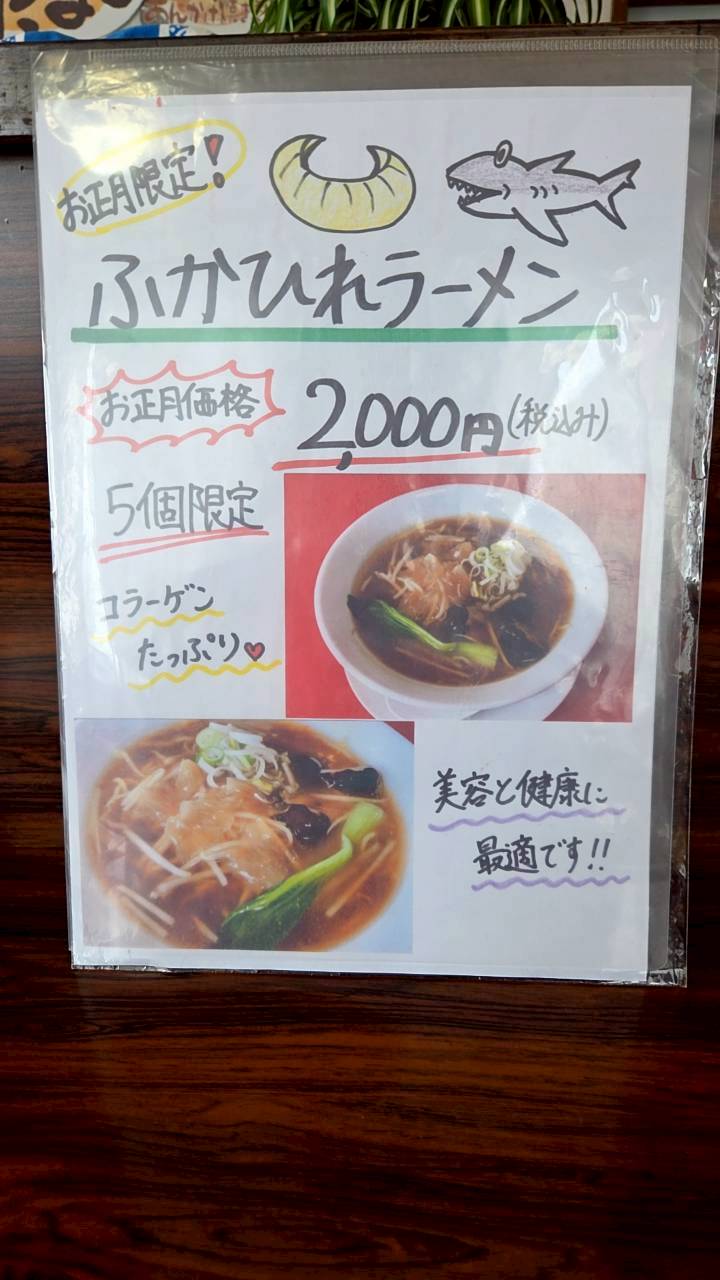 お正月限定!
ふかひれラーメン
お正月価格
2,000円(税込み)
5個限定
コラーゲン
たっぷり♥
美容と健康に
最適です!!